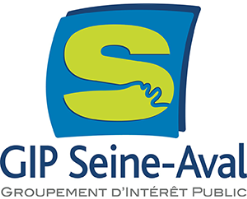 S
GIP Seine-Aval
GROUPEMENT D'INTÉRÊT PUBLIC